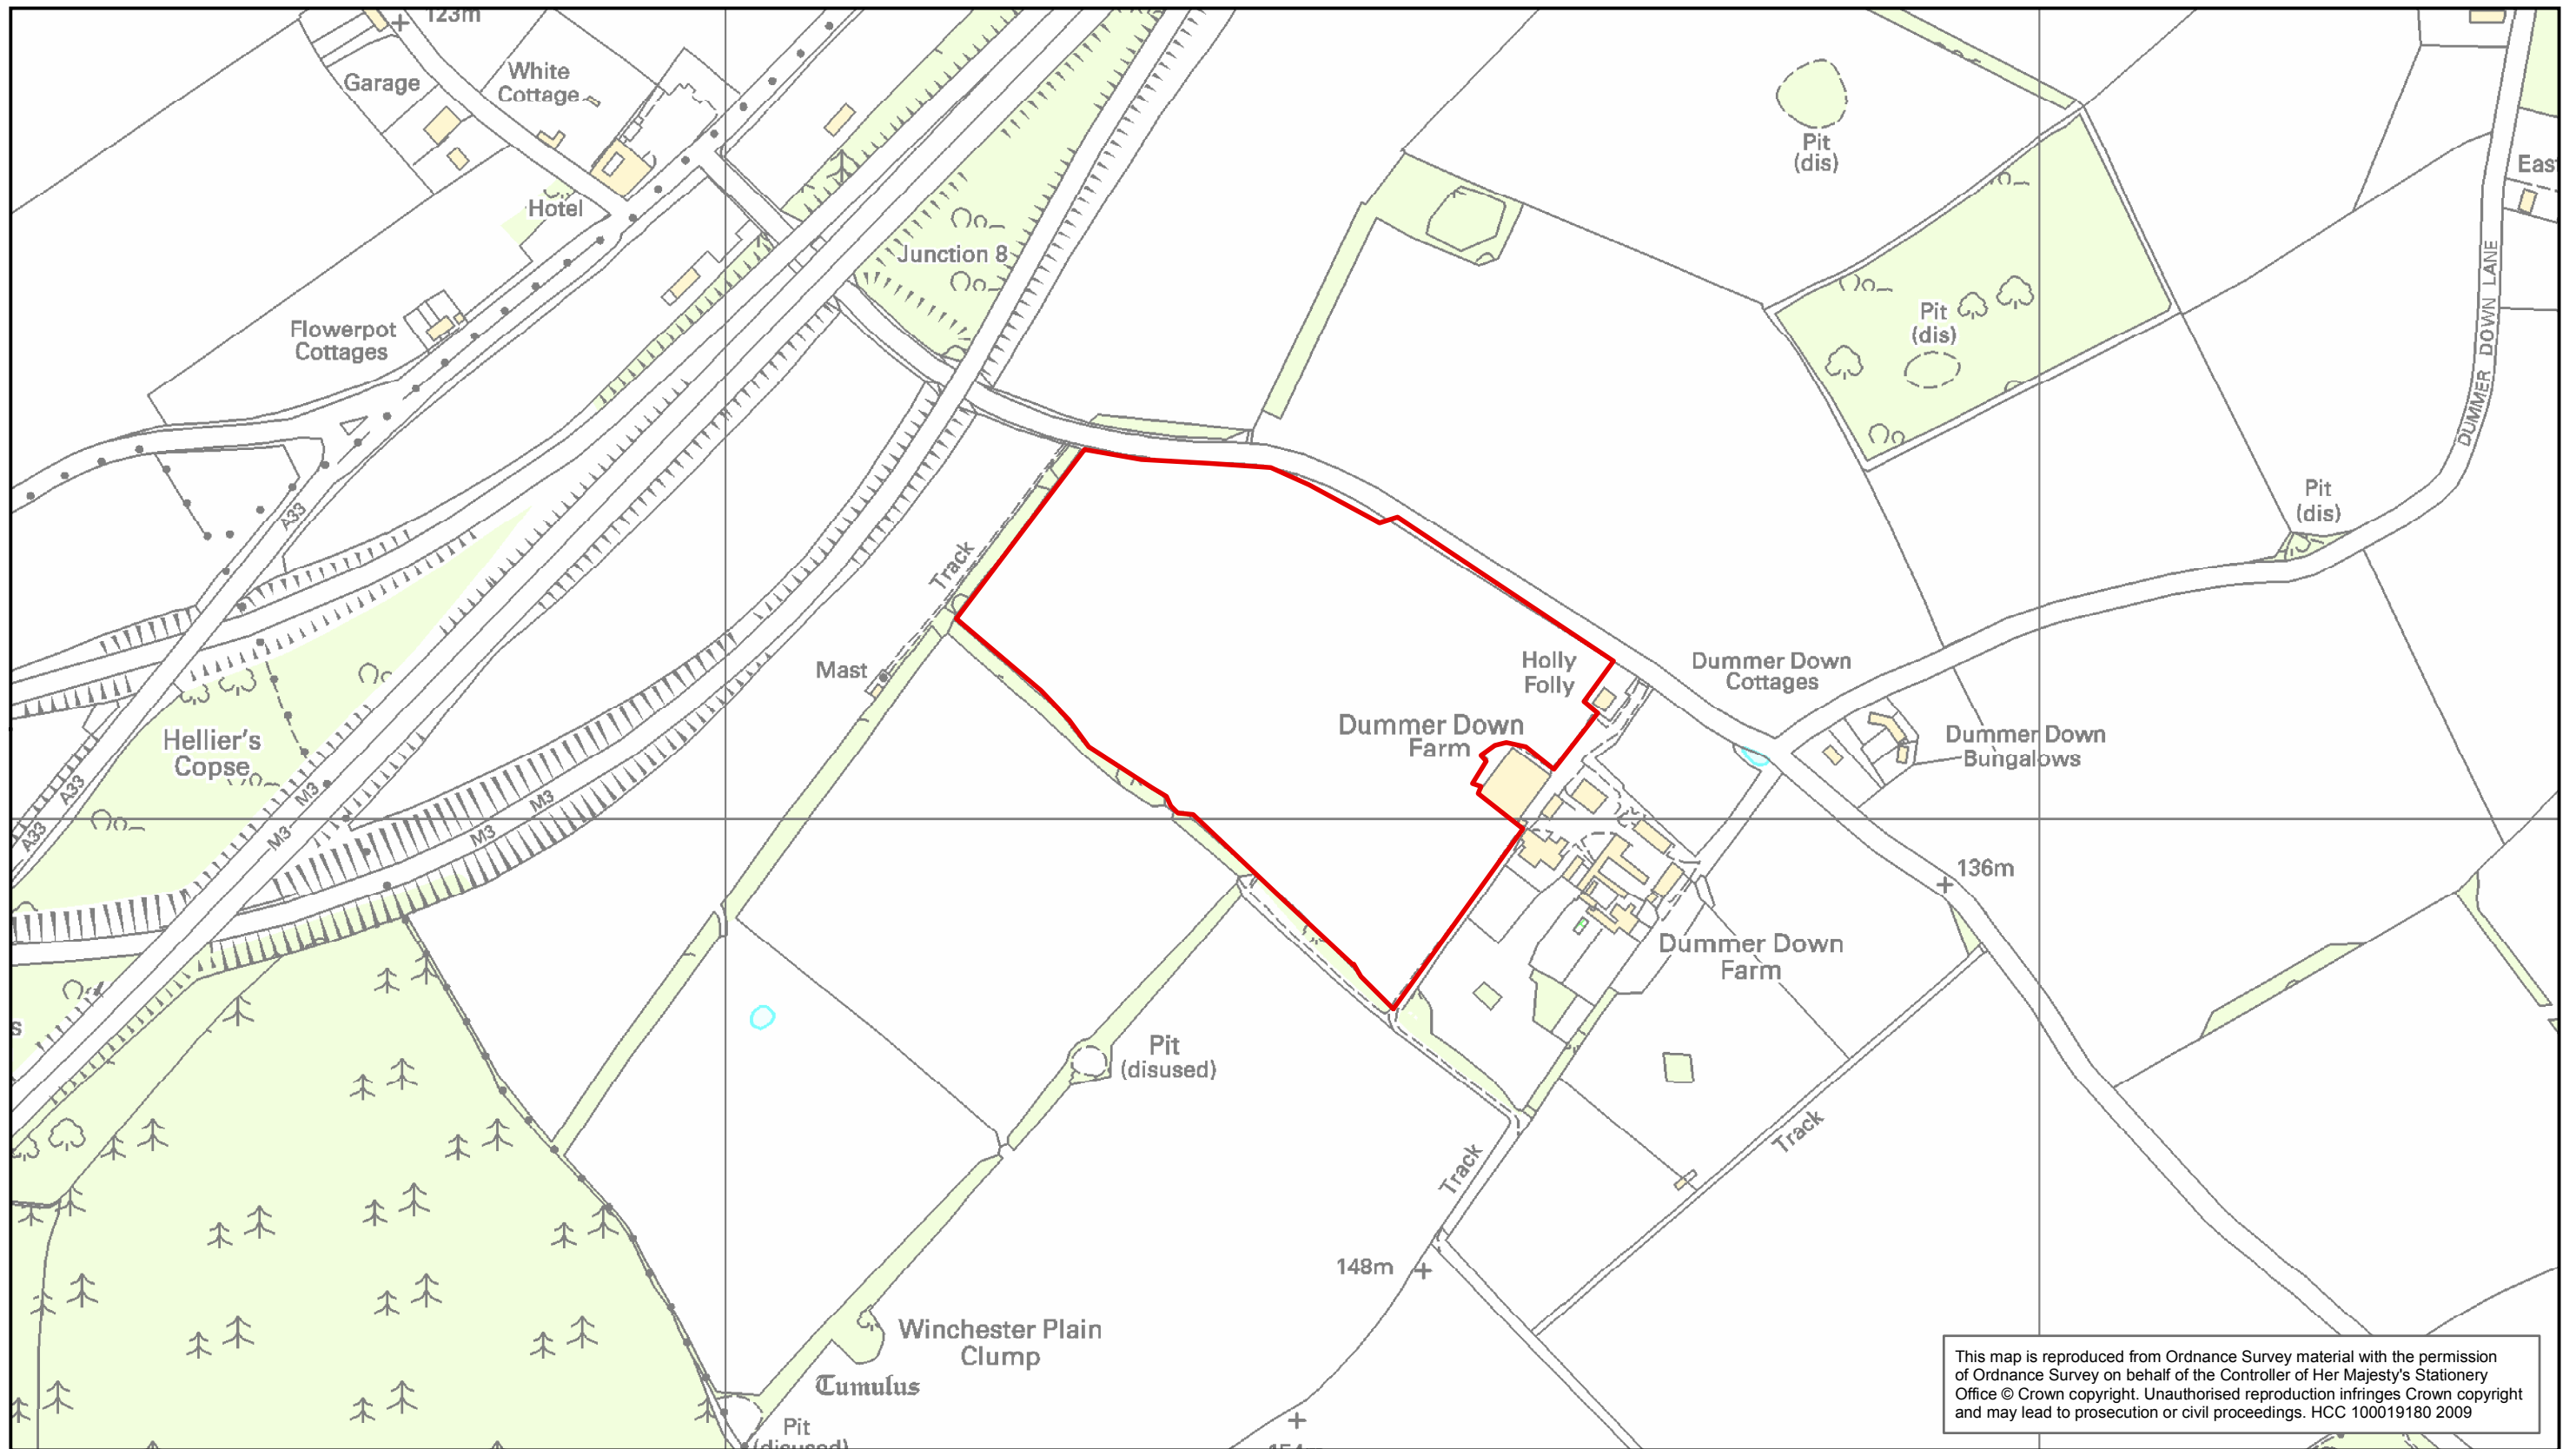 123m
Garage
White
Cottage
Hotel
Junction 8
Pit
(dis)
Flowerpot
Cottages
Pit
(dis)
DUMMER DOWN LANE
Pit
(dis)
A33
Track
Mast
Holly
Folly
Dummer Down
Cottages
Dummer Down
Farm
Dummer Down
Bungalows
Hellier's
Copse
A33
M3
M3
A33
M3
M3
136m
Dummer Down
Farm
Pit
(disused)
Track
Track
148m
Winchester Plain
Clump
Tumulus
Pit
(disused)
This map is reproduced from Ordnance Survey material with the permission
of Ordnance Survey on behalf of the Controller of Her Majesty's Stationery
Office © Crown copyright. Unauthorised reproduction infringes Crown copyright
and may lead to prosecution or civil proceedings. HCC 100019180 2009